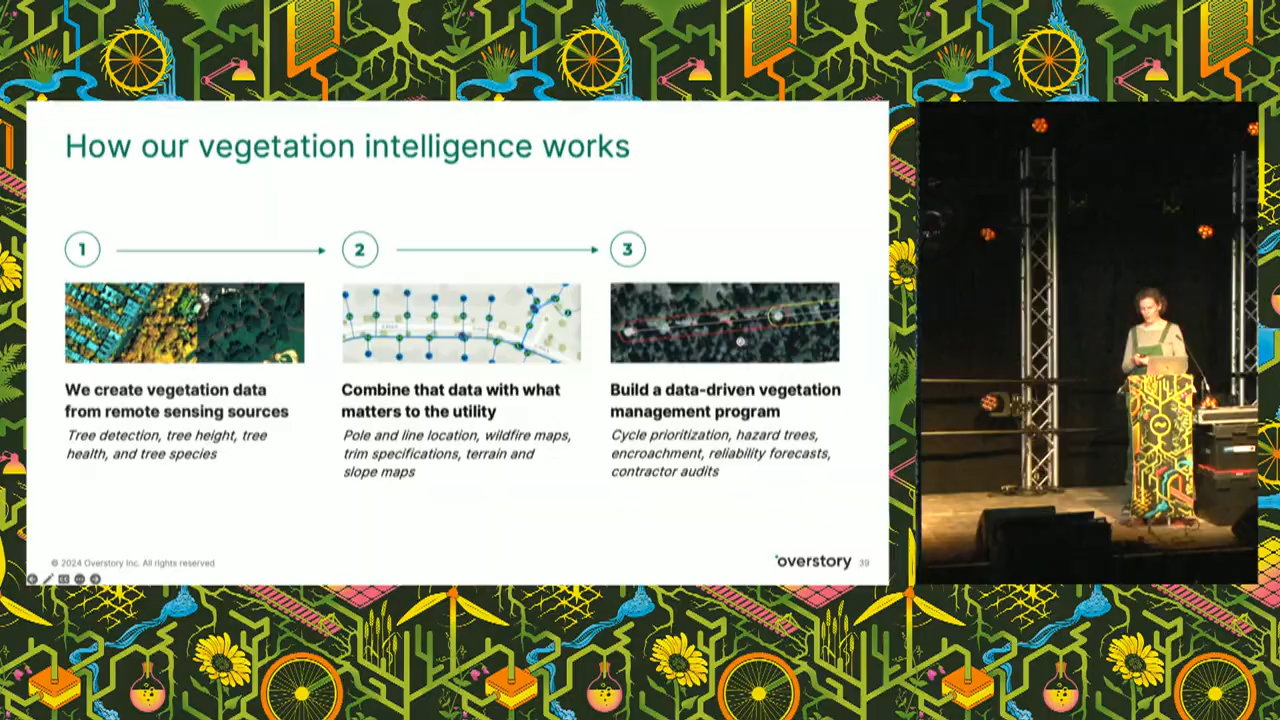 How our vegetation intelligence works
1
2
3
We create vegetation data
from remote sensing sources
Tree detection, tree height, tree
health, and tree species
Combine that data with what
matters to the utility
Pole and line location, wildfire maps,
trim specifications, terrain and
slope maps
Build a data-driven vegetation
management program
Cycle prioritization, hazard trees,
encroachment, reliability forecasts,
contractor audits
© 2024 Overstory Inc. All rights reserved
overstory
39